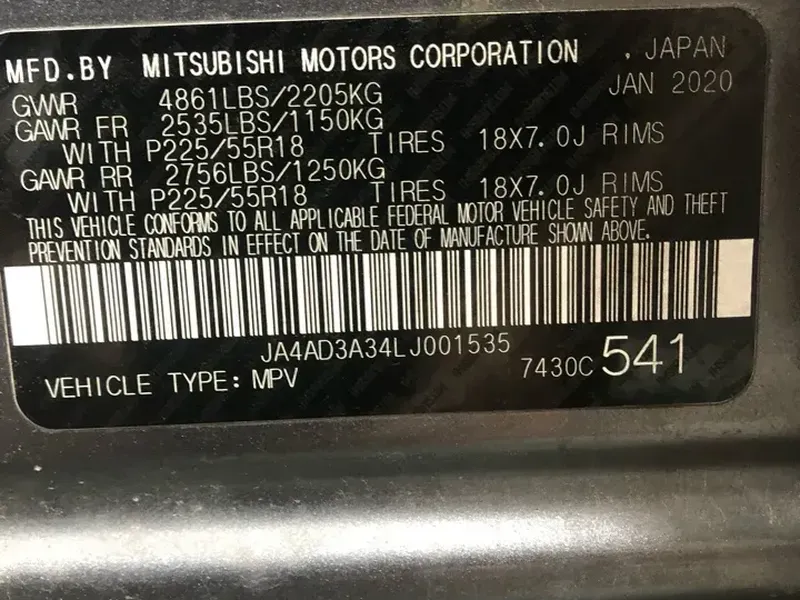 MFD.BY MITSUBISHI MOTORS CORPORATION , JAPAN
JAN 2020
GVWR 4861LBS/2205KG
GAWR FR 2535LBS/1150KG
WITH P225/55R18 TIRES 18X7.0J RIMS
GAWR RR 2756LBS/1250KG
WITH P225/55R18 TIRES 18X7.0J RIMS
THIS VEHICLE CONFORMS TO ALL APPLICABLE FEDERAL MOTOR VEHICLE SAFETY AND THEFT
PREVENTION STANDARDS IN EFFECT ON THE DATE OF MANUFACTURE SHOWN ABOVE.
JA4AD3A34LJ001535
7430C 541
VEHICLE TYPE: MPV